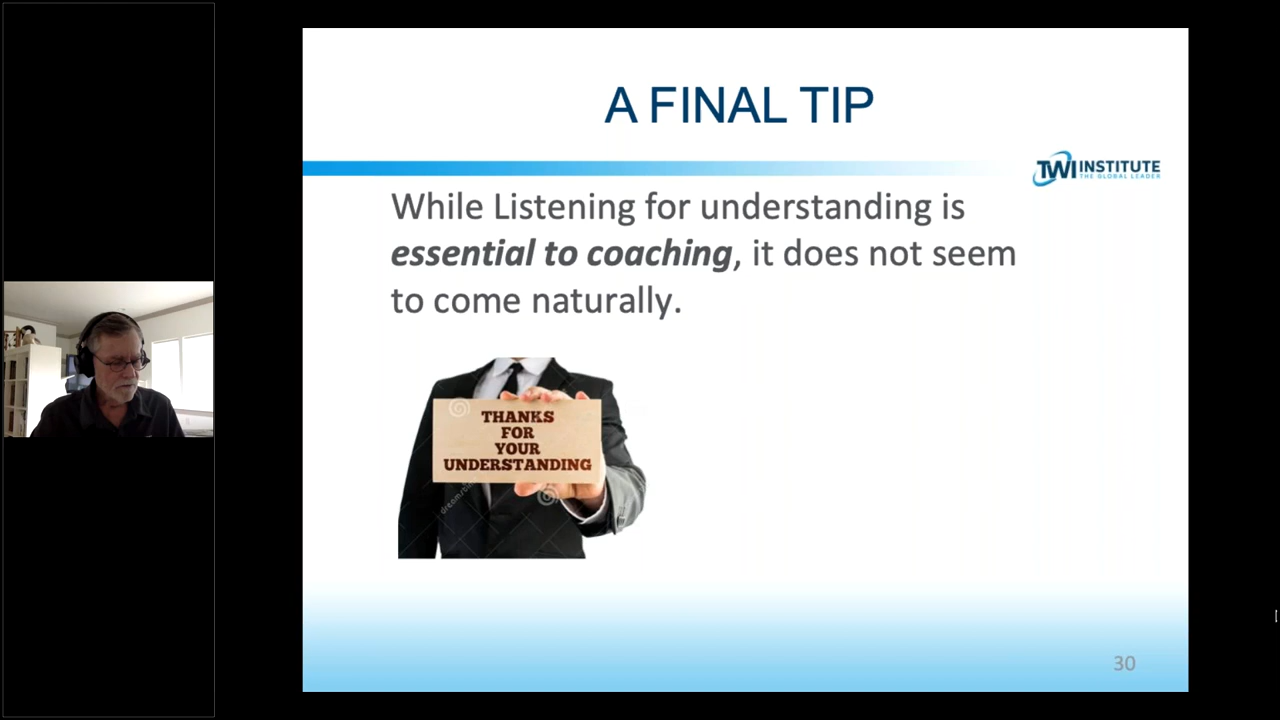 A FINAL TIP
TWI INSTITUTE
THE GLOBAL LEADER
While Listening for understanding is
essential to coaching, it does not seem
to come naturally.
THANKS
FOR
YOUR
UNDERSTANDING
30